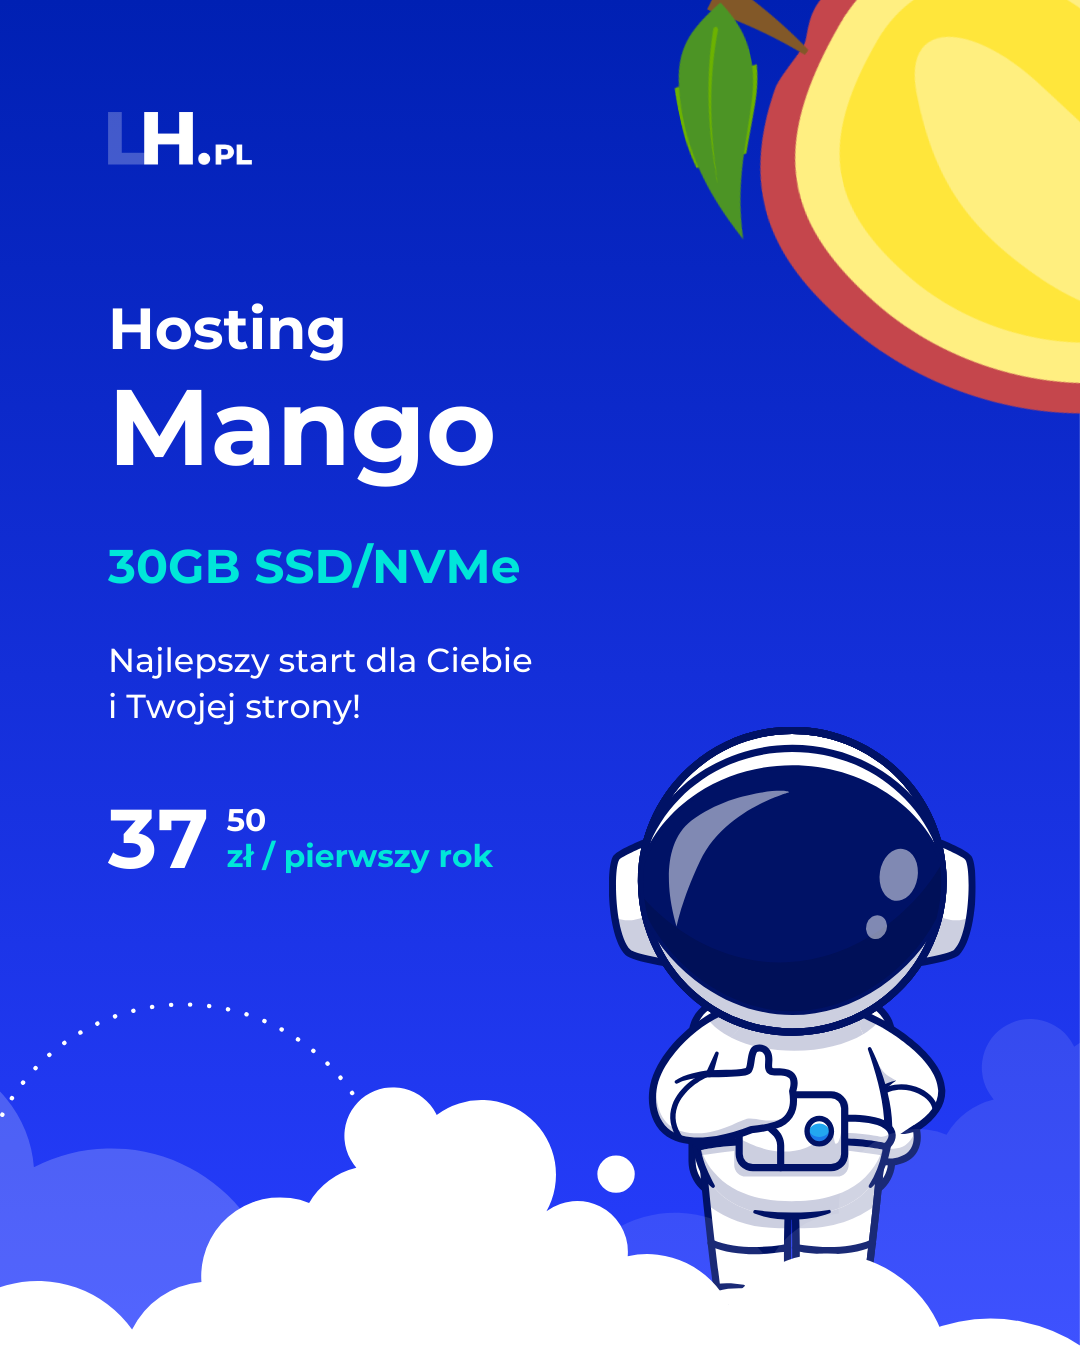 LH.PL
Hosting
Mango
30GB SSD/NVMe
Najlepszy start dla Ciebie
i Twojej strony!
37 50
zł / pierwszy rok